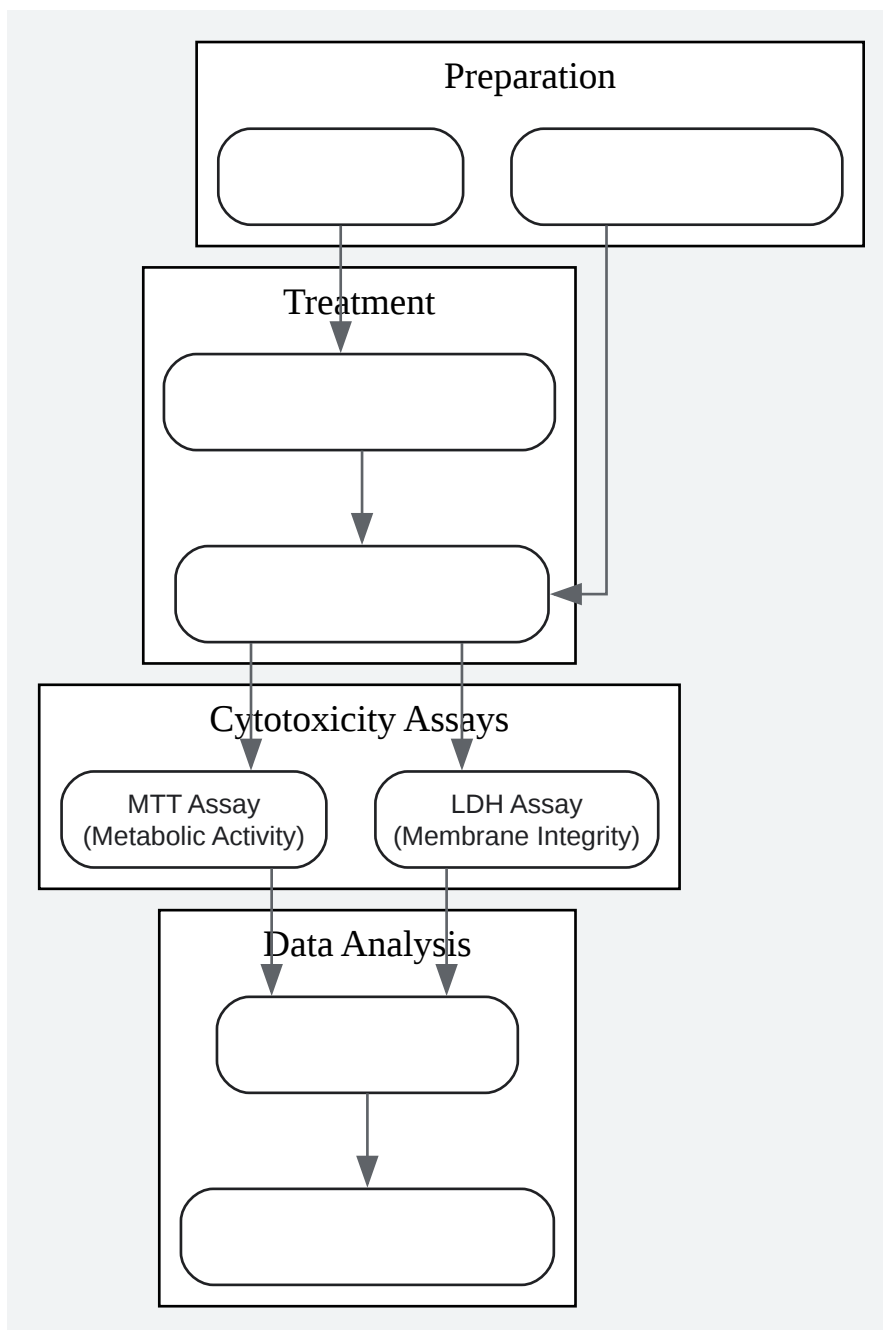 Preparation
Treatment
Cytotoxicity Assays
MTT Assay
(Metabolic Activity)
LDH Assay
(Membrane Integrity)
Data Analysis